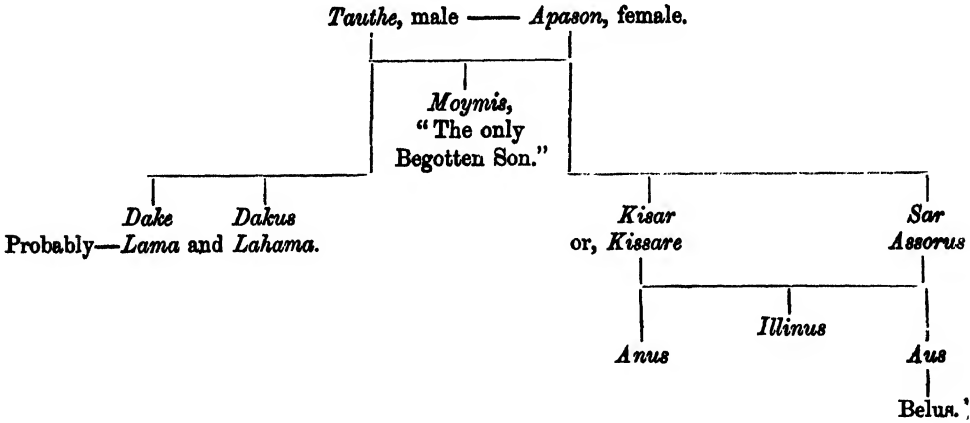 Tauthe, male —— Apason, female.
Moymis,
“The only
Begotten Son.”
Dake Dakus Kisar Sar
Probably—Lama and Lahama. or, Kissare Assorus
Illinus
Anus Aus
Belus.’